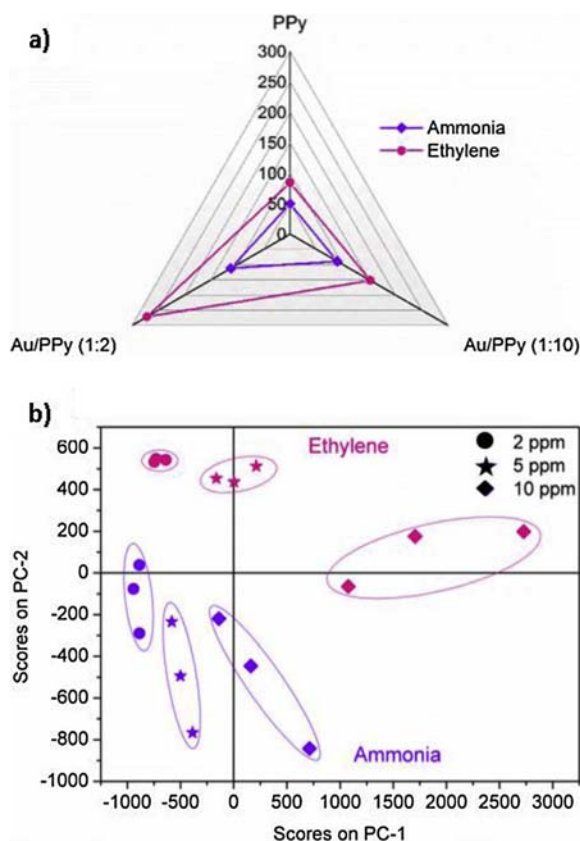 a)
PPy
300
250
200
150
100
50
0
Ammonia
Ethylene
Au/PPy (1:2)
Au/PPy (1:10)
b)
Ethylene
2 ppm
5 ppm
10 ppm
600
400
200
0
-200
-400
-600
-800
-1000
Scores on PC-2
Ammonia
-1000 -500 0 500 1000 1500 2000 2500 3000
Scores on PC-1